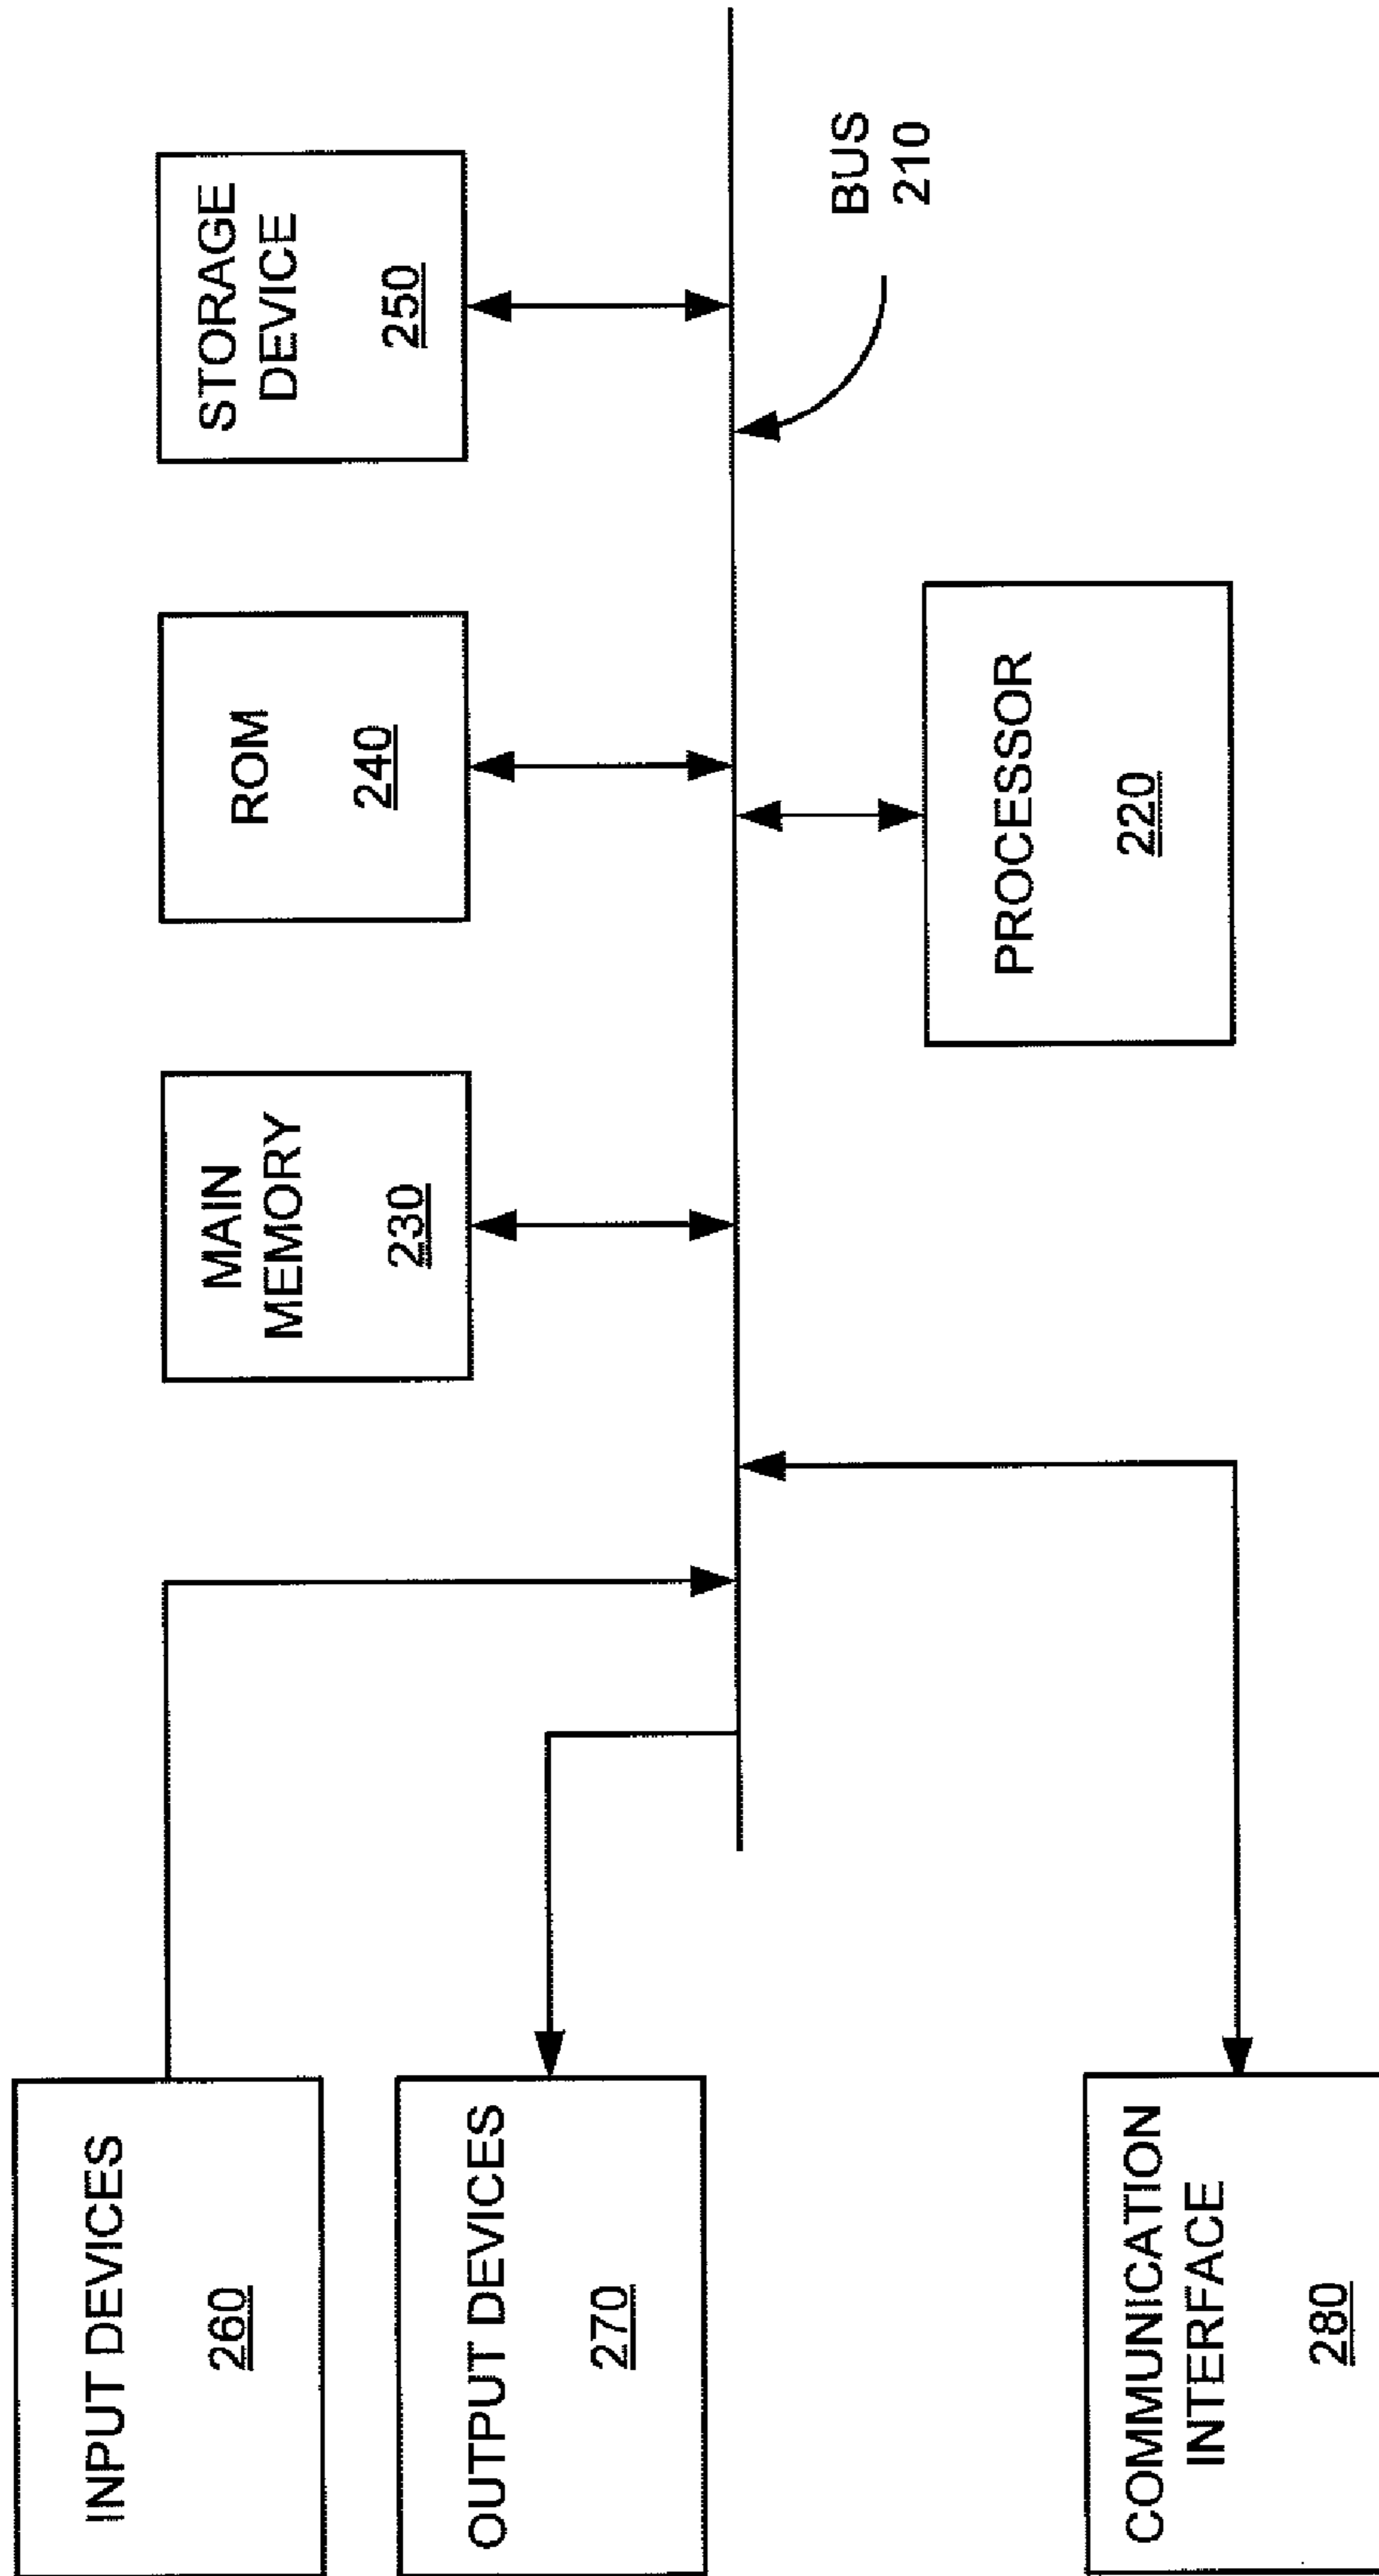 INPUT DEVICES
260
OUTPUT DEVICES
270
COMMUNICATION
INTERFACE
280
MAIN
MEMORY
230
ROM
240
STORAGE
DEVICE
250
PROCESSOR
220
BUS
210